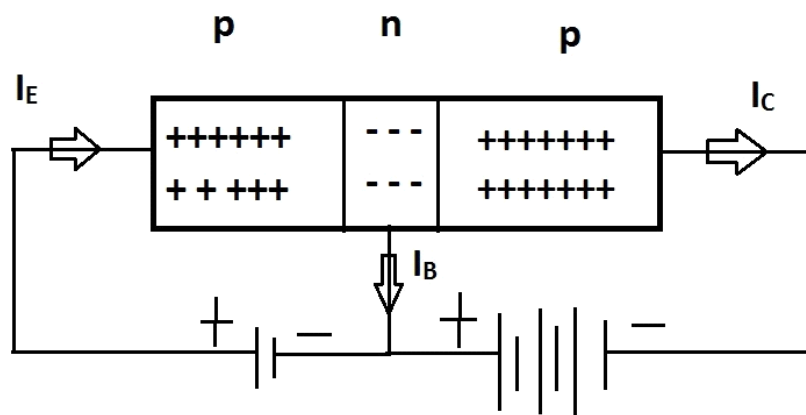 p n p
I_E I_C
++++++ - - - +++++++
+ + +++ - - - +++++++
I_B
+ − + −